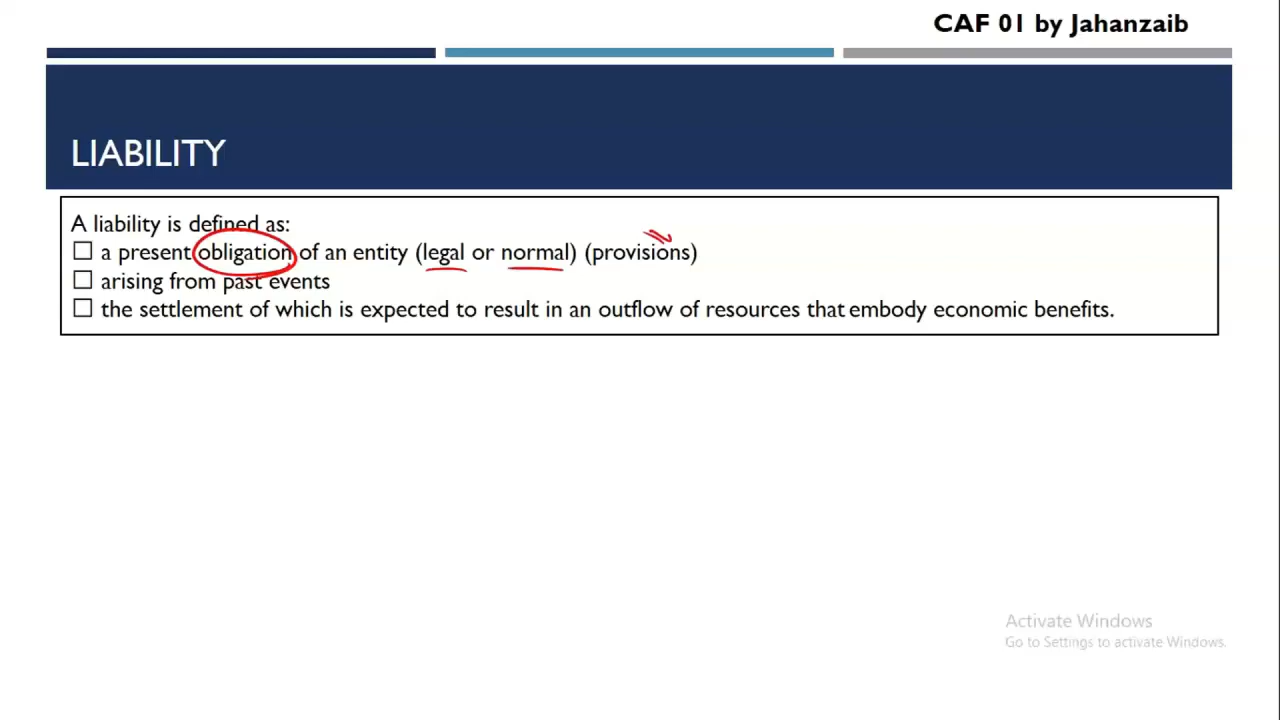 CAF 01 by Jahanzaib
LIABILITY
A liability is defined as:
☐ a present obligation of an entity (legal or normal) (provisions)
☐ arising from past events
☐ the settlement of which is expected to result in an outflow of resources that embody economic benefits.
Activate Windows
Go to Settings to activate Windows.